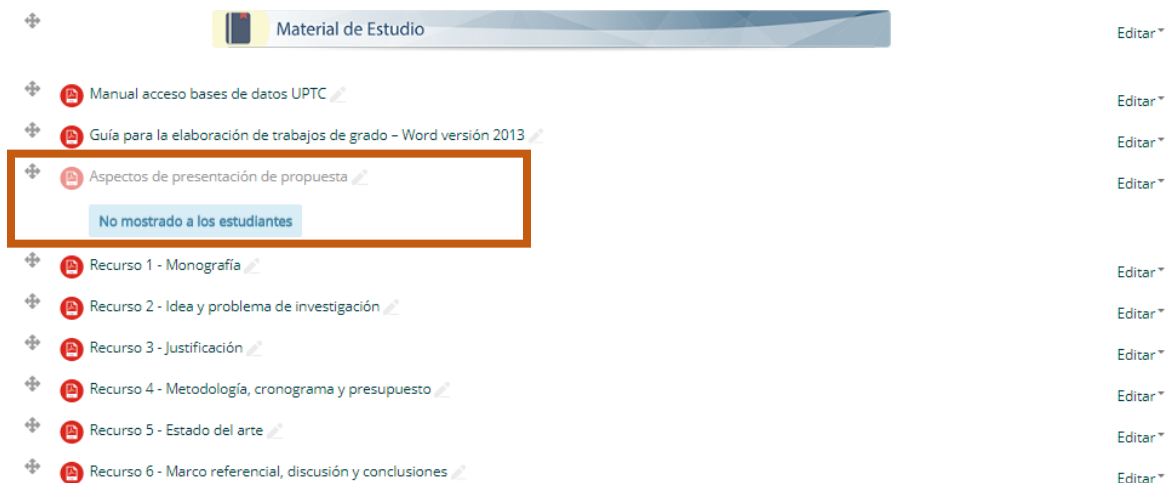 Material de Estudio
Editar
Manual acceso bases de datos UPTC
Editar
Guía para la elaboración de trabajos de grado – Word versión 2013
Editar
Aspectos de presentación de propuesta
Editar
No mostrado a los estudiantes
Recurso 1 - Monografía
Editar
Recurso 2 - Idea y problema de investigación
Editar
Recurso 3 - Justificación
Editar
Recurso 4 - Metodología, cronograma y presupuesto
Editar
Recurso 5 - Estado del arte
Editar
Recurso 6 - Marco referencial, discusión y conclusiones
Editar